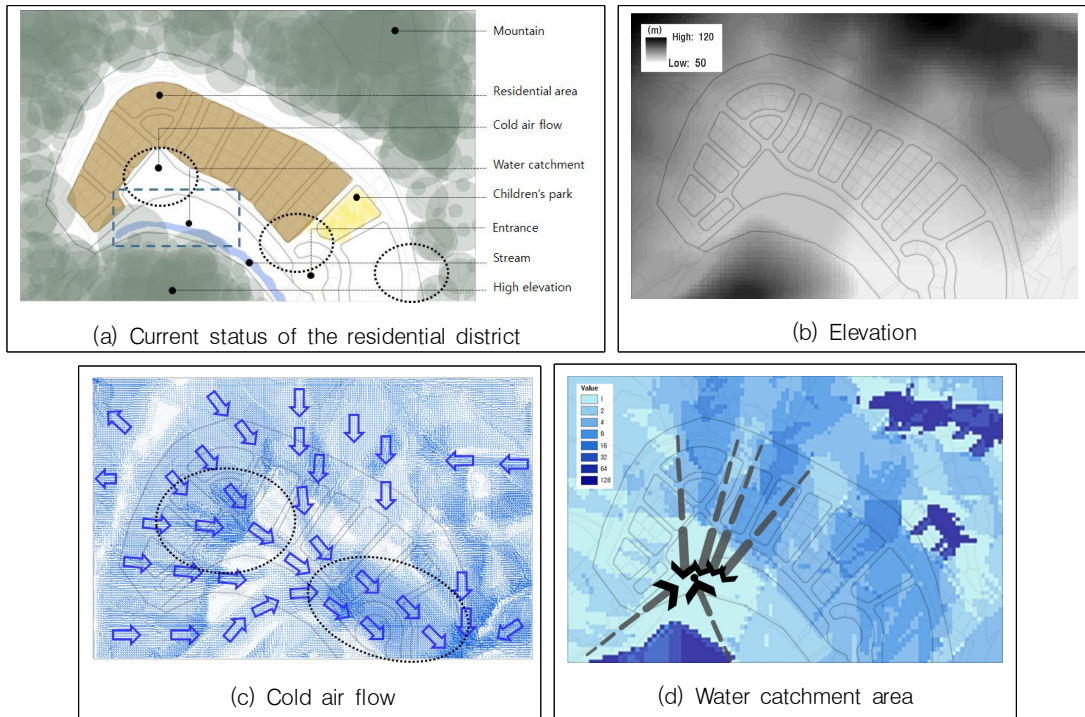 Mountain
Residential area
Cold air flow
Water catchment
Children's park
Entrance
Stream
High elevation
(a) Current status of the residential district
(m)
High: 120
Low: 50
(b) Elevation
(c) Cold air flow
Value
1
2
4
8
16
32
64
128
(d) Water catchment area